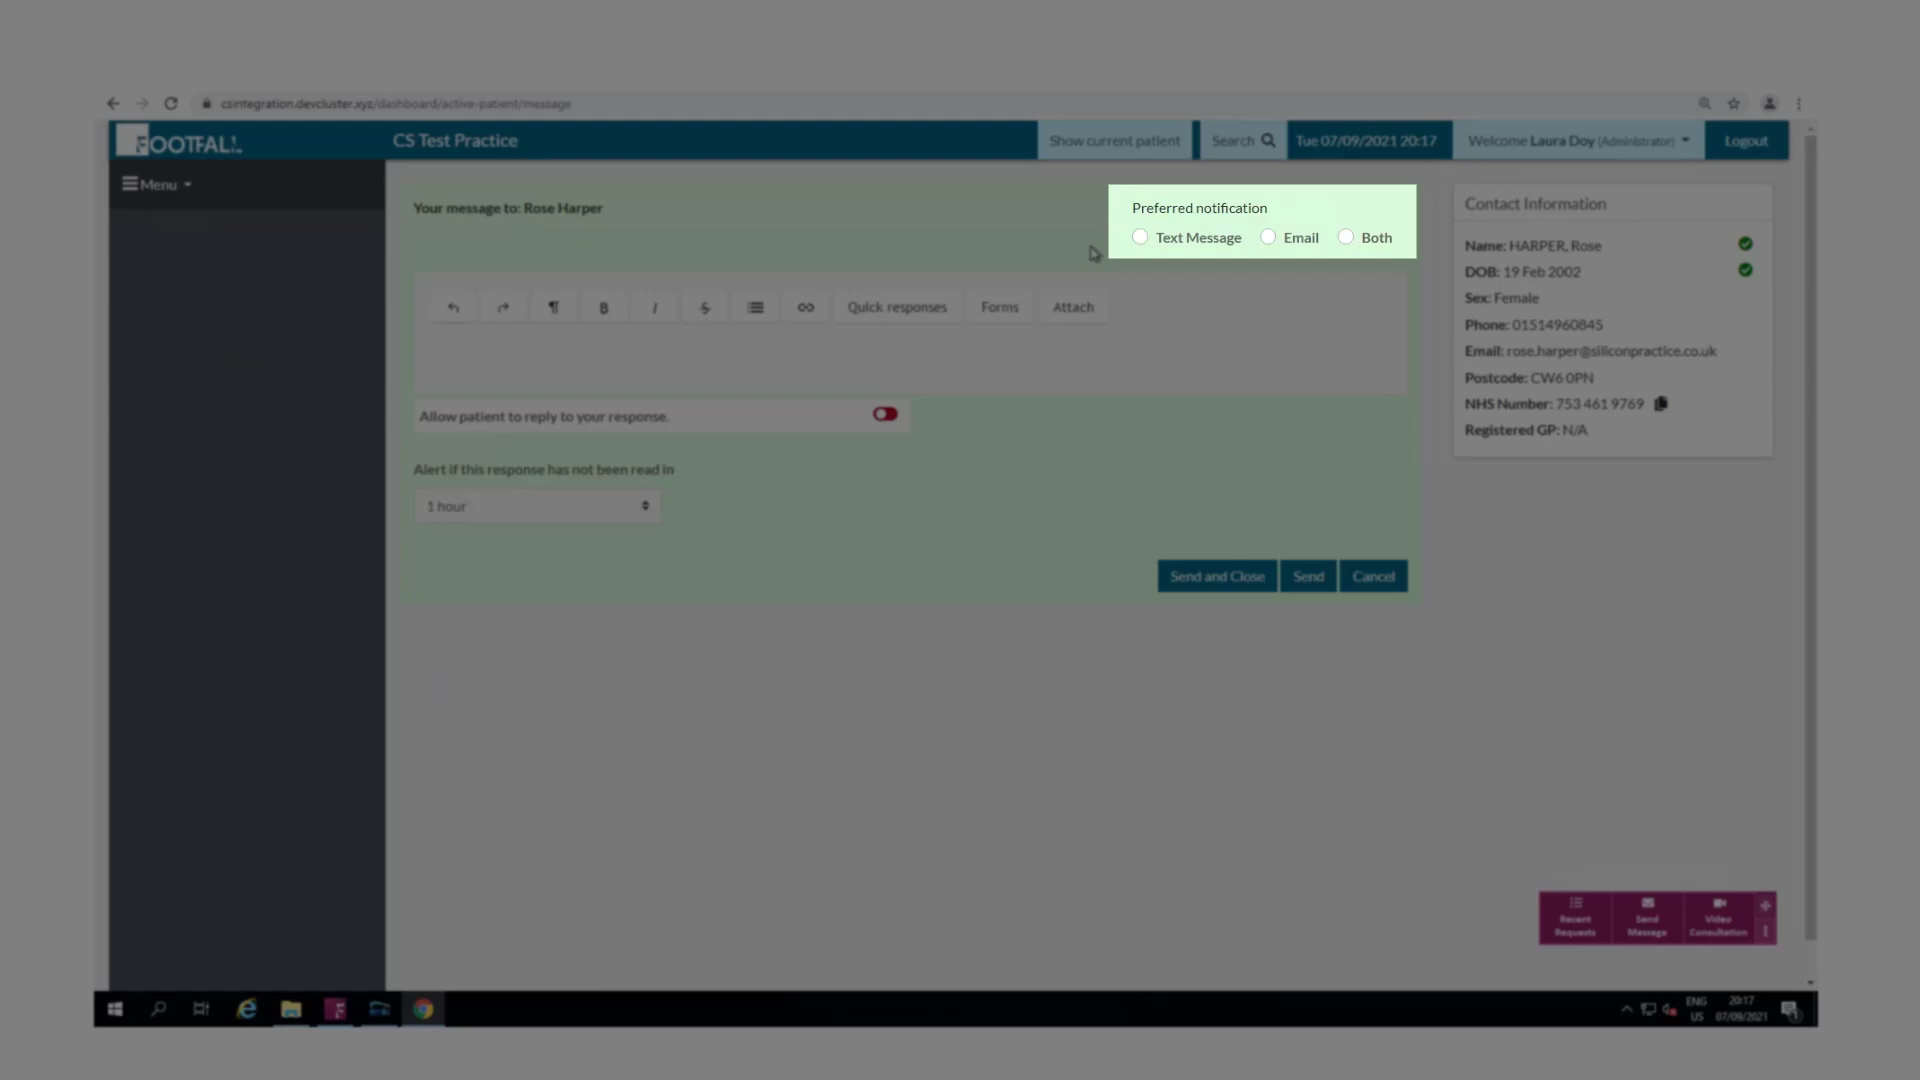 csintegration.devcluster.xyz/dashboard/active-patient/message
FOOTFALL
CS Test Practice
Show current patient
Search
Tue 07/09/2021 20:17
Welcome Laura Doy (Administrator)
Logout
Menu
Your message to: Rose Harper
Preferred notification
Text Message
Email
Both
Quick responses
Forms
Attach
Allow patient to reply to your response.
Alert if this response has not been read in
1 hour
Send and Close
Send
Cancel
Contact Information
Name: HARPER, Rose
DOB: 19 Feb 2002
Sex: Female
Phone: 01514960845
Email: rose.harper@siliconpractice.co.uk
Postcode: CW6 0PN
NHS Number: 753 461 9769
Registered GP: N/A
Recent
Requests
Send
Message
Video
Consultation
ENG
US
20:17
07/09/2021